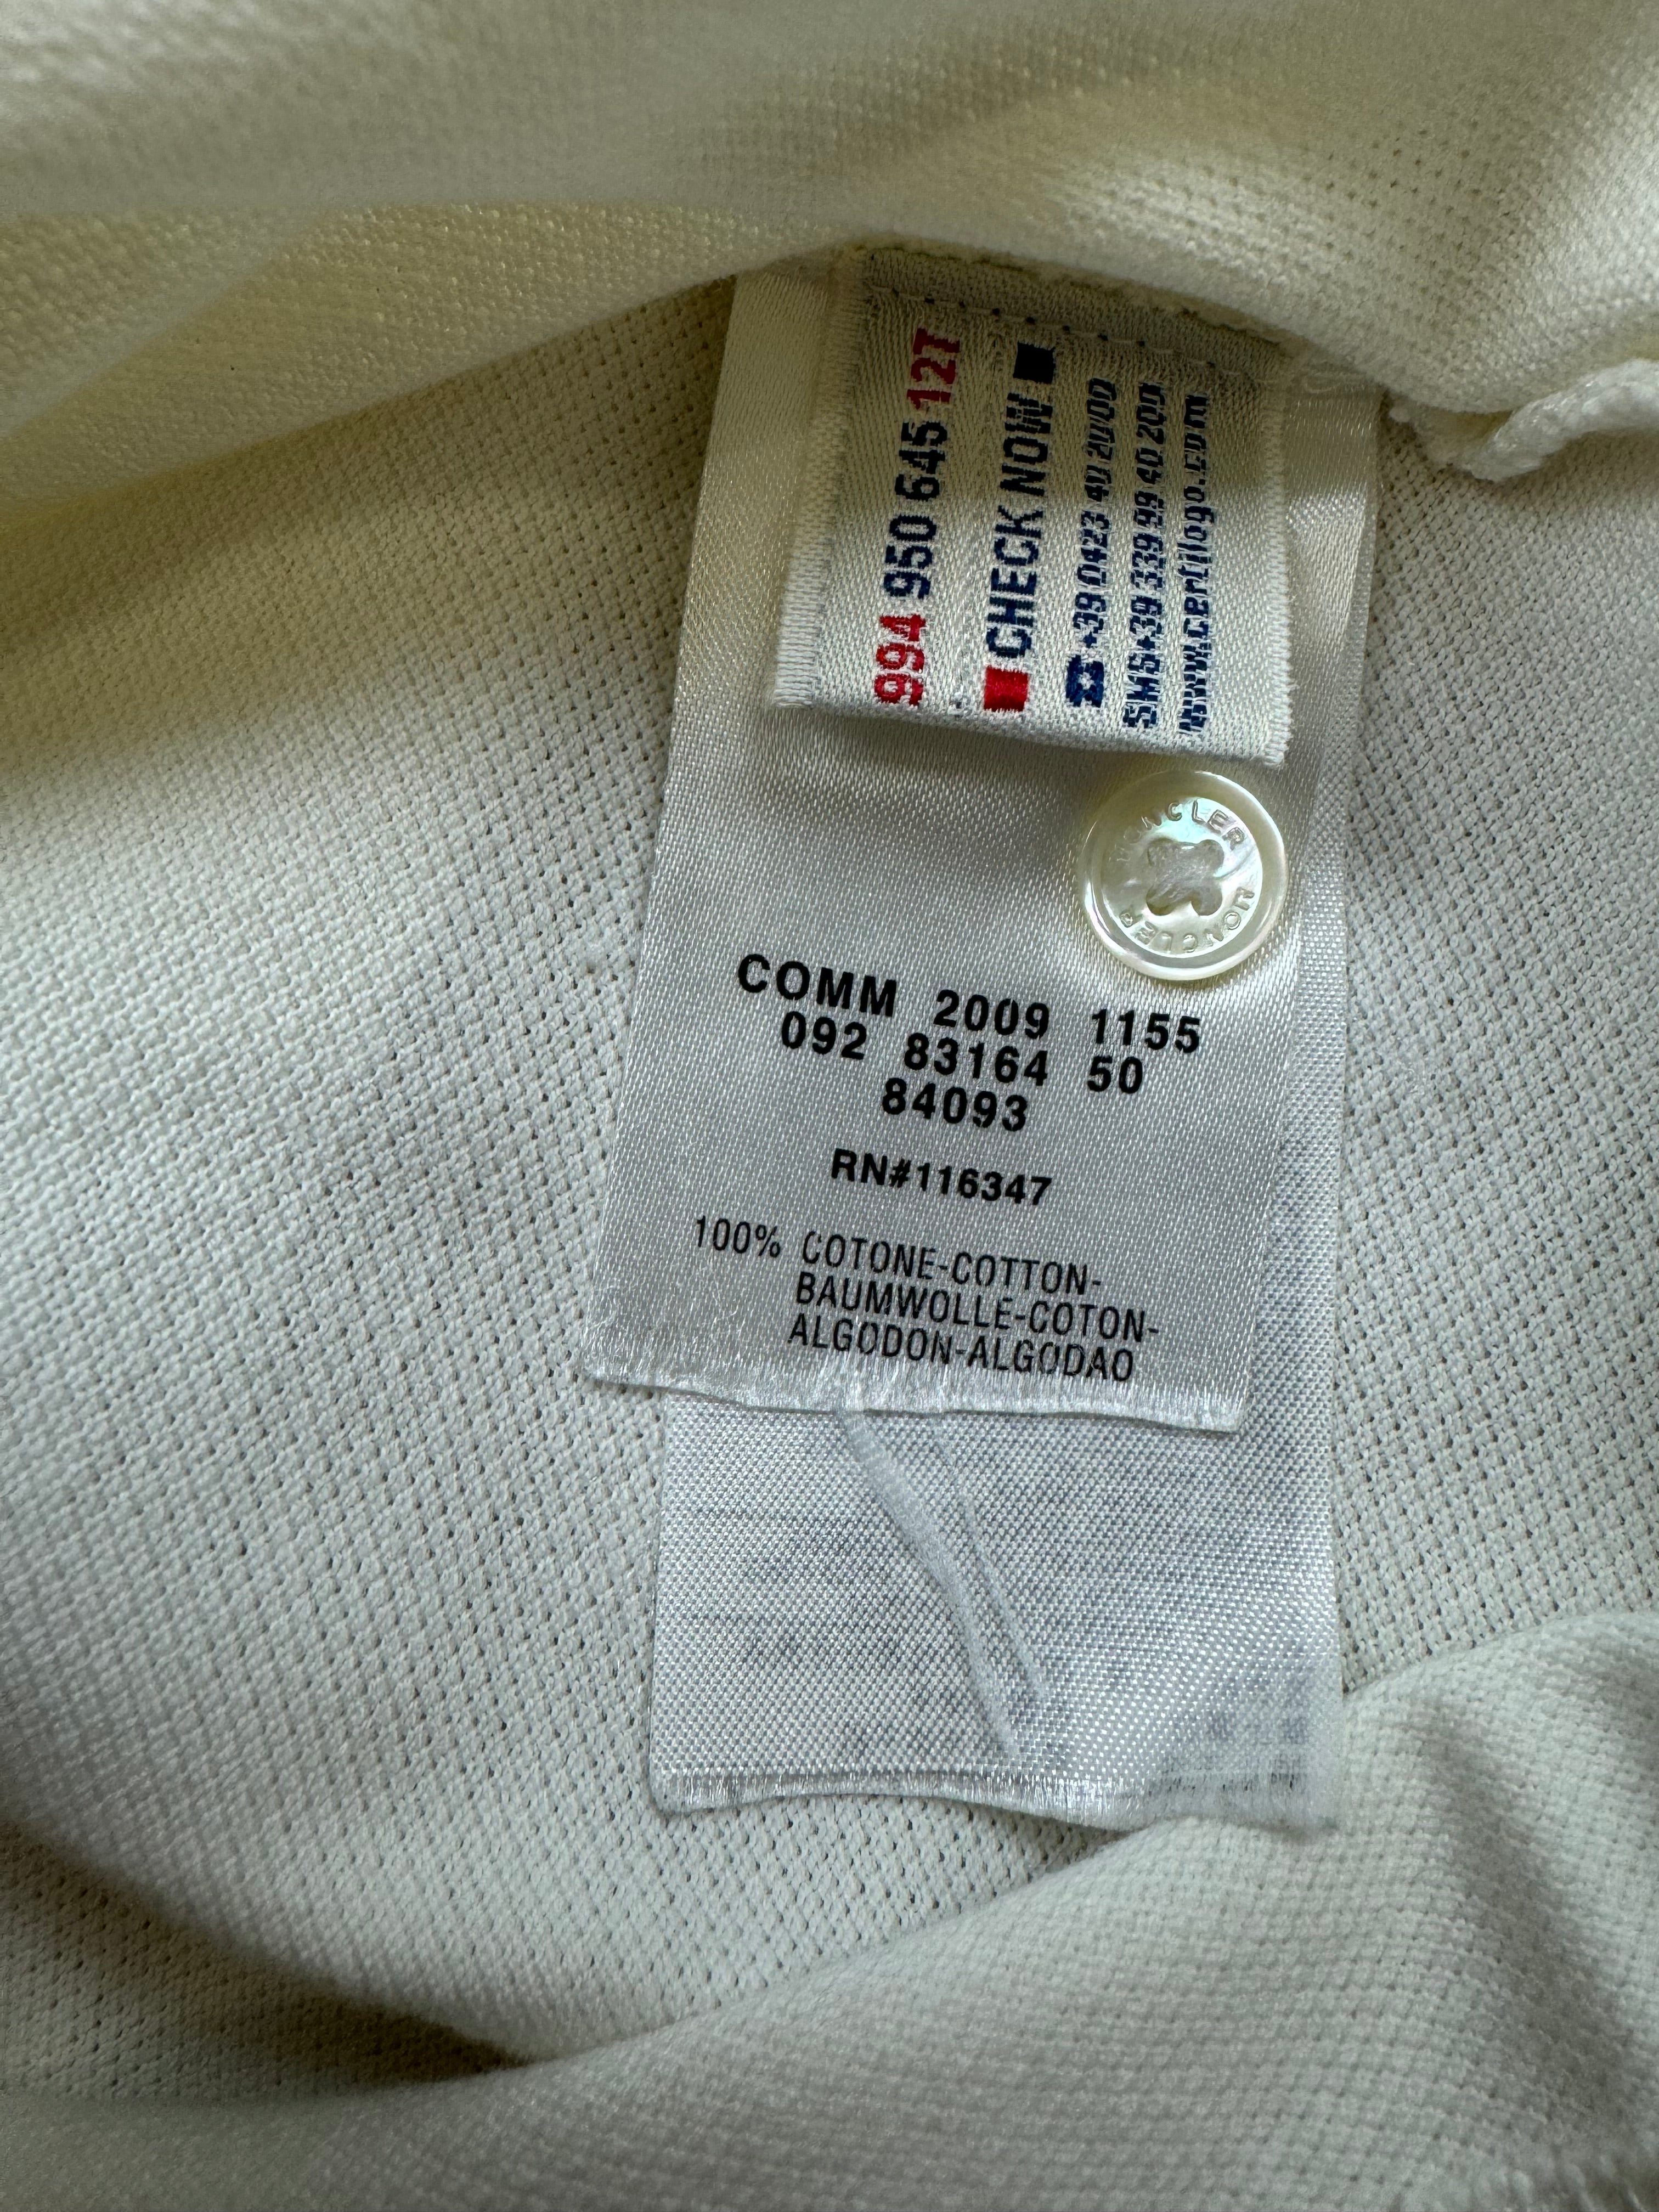 994 950 645 12T
CHECK NOW
+39 0423 40 20 00
SMS+39 339 99 40 200
www.certilogo.com
MONCLER
MONCLER
COMM 2009 1155
092 83164 50
84093
RN#116347
100% COTONE-COTTON-
BAUMWOLLE-COTON-
ALGODON-ALGODAO